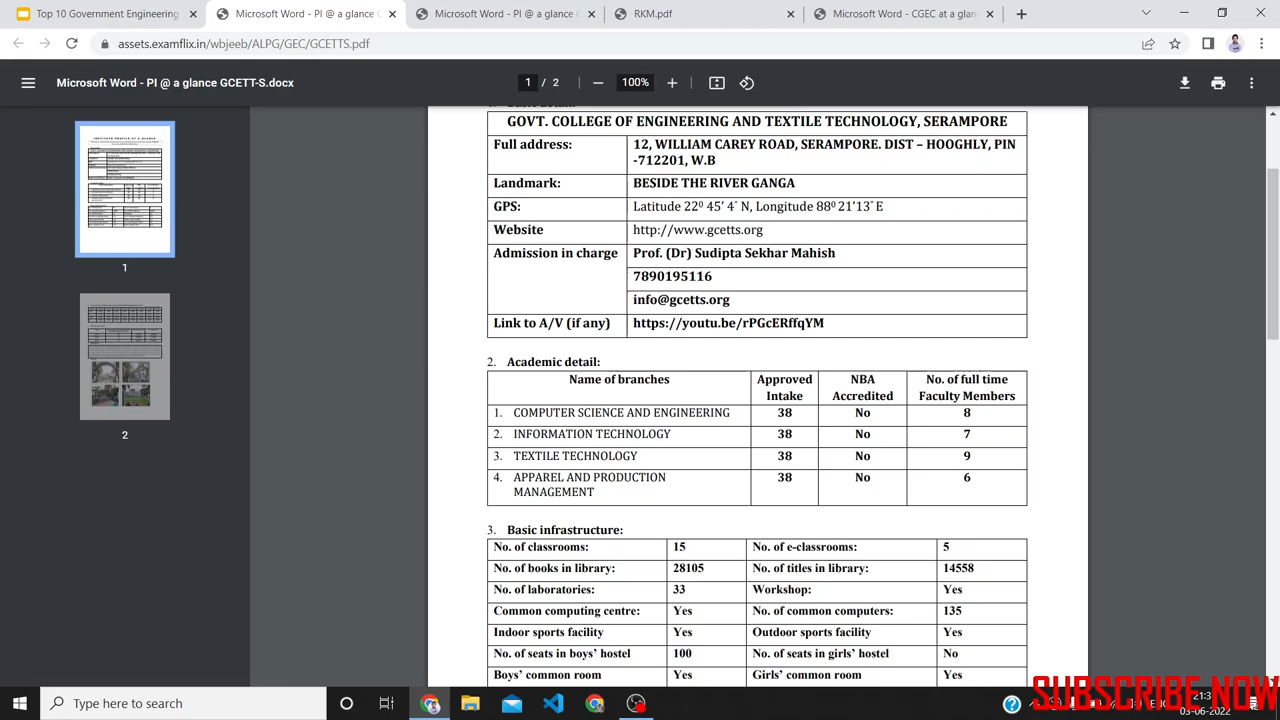 Top 10 Government Engineering
Microsoft Word - PI @ a glance G
Microsoft Word - PI @ a glance C
RKM.pdf
Microsoft Word - CGEC at a glan
assets.examflix.in/wbjeeb/ALPG/GEC/GCETTS.pdf
Microsoft Word - PI @ a glance GCETT-S.docx
1 / 2
100%
GOVT. COLLEGE OF ENGINEERING AND TEXTILE TECHNOLOGY, SERAMPORE
Full address: 12, WILLIAM CAREY ROAD, SERAMPORE. DIST – HOOGHLY, PIN
-712201, W.B
Landmark: BESIDE THE RIVER GANGA
GPS: Latitude 22⁰ 45' 4" N, Longitude 88⁰ 21'13" E
Website http://www.gcetts.org
Admission in charge Prof. (Dr) Sudipta Sekhar Mahish
7890195116
info@gcetts.org
Link to A/V (if any) https://youtu.be/rPGcERffqYM
2. Academic detail:
Name of branches Approved NBA No. of full time
Intake Accredited Faculty Members
1. COMPUTER SCIENCE AND ENGINEERING 38 No 8
2. INFORMATION TECHNOLOGY 38 No 7
3. TEXTILE TECHNOLOGY 38 No 9
4. APPAREL AND PRODUCTION 38 No 6
MANAGEMENT
3. Basic infrastructure:
No. of classrooms: 15 No. of e-classrooms: 5
No. of books in library: 28105 No. of titles in library: 14558
No. of laboratories: 33 Workshop: Yes
Common computing centre: Yes No. of common computers: 135
Indoor sports facility Yes Outdoor sports facility Yes
No. of seats in boys' hostel 100 No. of seats in girls' hostel No
Boys' common room Yes Girls' common room Yes
1
2
Type here to search
SUBSCRIBE NOW
03-06-2022